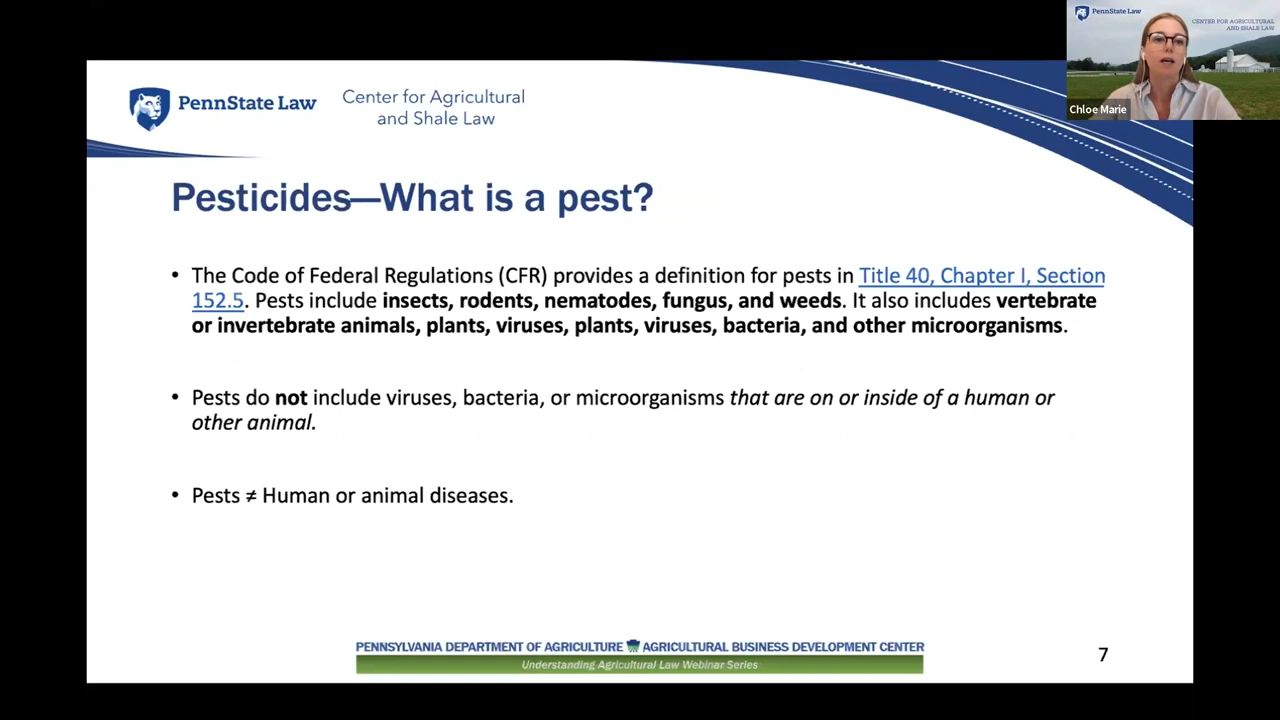 PennState Law
CENTER FOR AGRICULTURAL
AND SHALE LAW
Chloe Marie
PennState Law
Center for Agricultural
and Shale Law
Pesticides—What is a pest?
• The Code of Federal Regulations (CFR) provides a definition for pests in Title 40, Chapter I, Section
152.5. Pests include insects, rodents, nematodes, fungus, and weeds. It also includes vertebrate
or invertebrate animals, plants, viruses, plants, viruses, bacteria, and other microorganisms.
• Pests do not include viruses, bacteria, or microorganisms that are on or inside of a human or
other animal.
• Pests ≠ Human or animal diseases.
PENNSYLVANIA DEPARTMENT OF AGRICULTURE AGRICULTURAL BUSINESS DEVELOPMENT CENTER
Understanding Agricultural Law Webinar Series
7